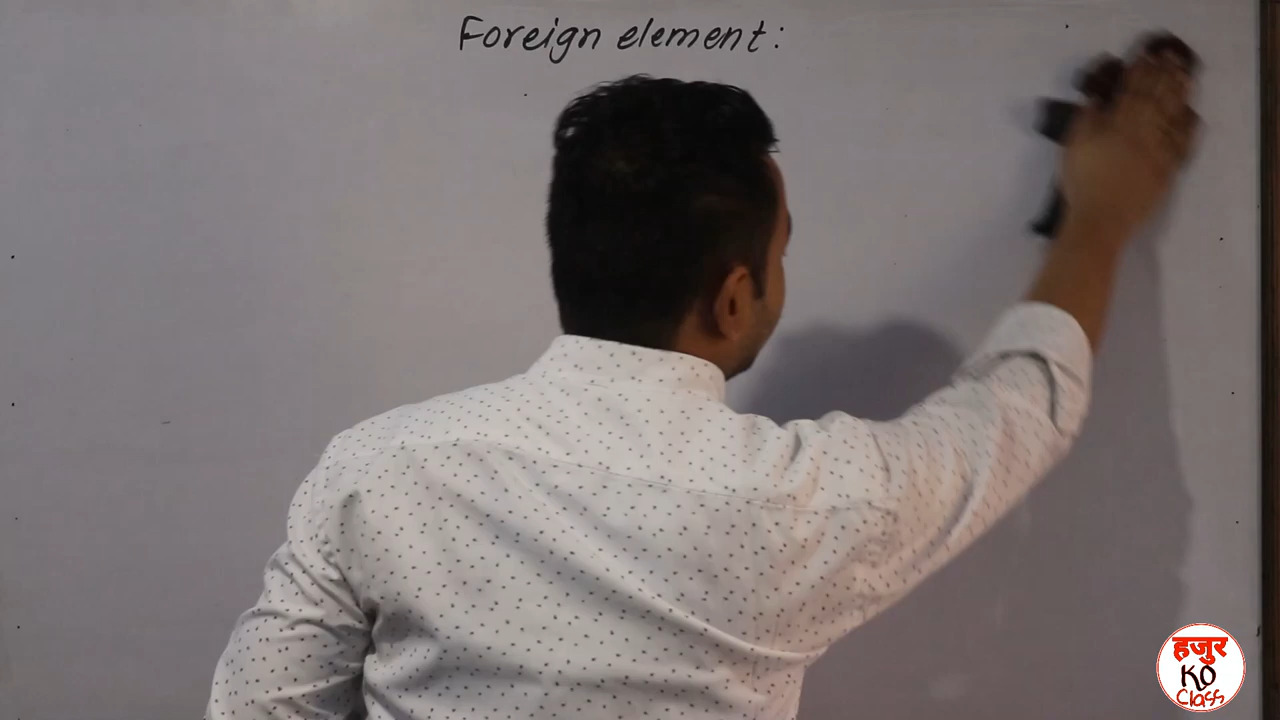 Foreign element:
हजुर
KO
Class